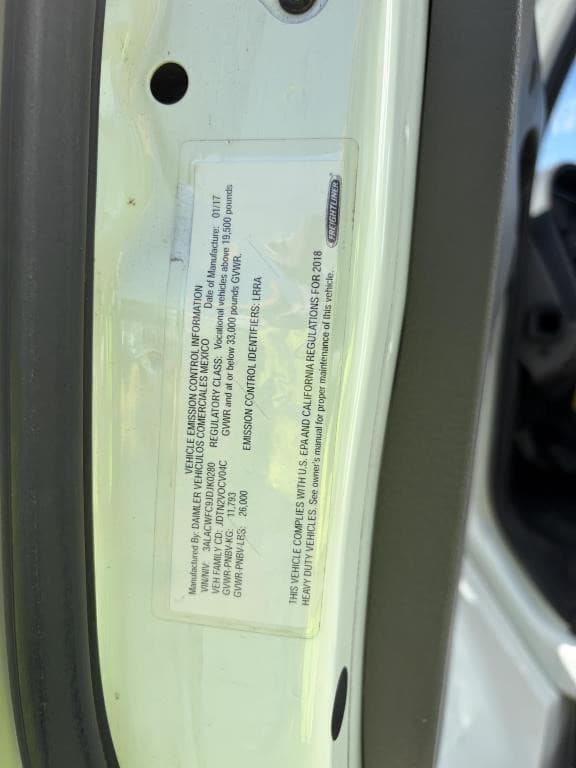 VEHICLE EMISSION CONTROL INFORMATION
Manufactured By: DAIMLER VEHICULOS COMERCIALES MEXICO Date of Manufacture: 01/17
VIN/NIV: 3ALACWFC9JDJK0280 REGULATORY CLASS: Vocational vehicles above 19,500 pounds
VEH FAMILY CD: JDTN2VOCV04C GVWR and at or below 33,000 pounds GVWR.
GVWR-PNBV-KG: 11,793
GVWR-PNBV-LBS: 26,000 EMISSION CONTROL IDENTIFIERS: LRRA
THIS VEHICLE COMPLIES WITH U.S. EPA AND CALIFORNIA REGULATIONS FOR 2018
HEAVY DUTY VEHICLES. See owner's manual for proper maintenance of this vehicle.
FREIGHTLINER